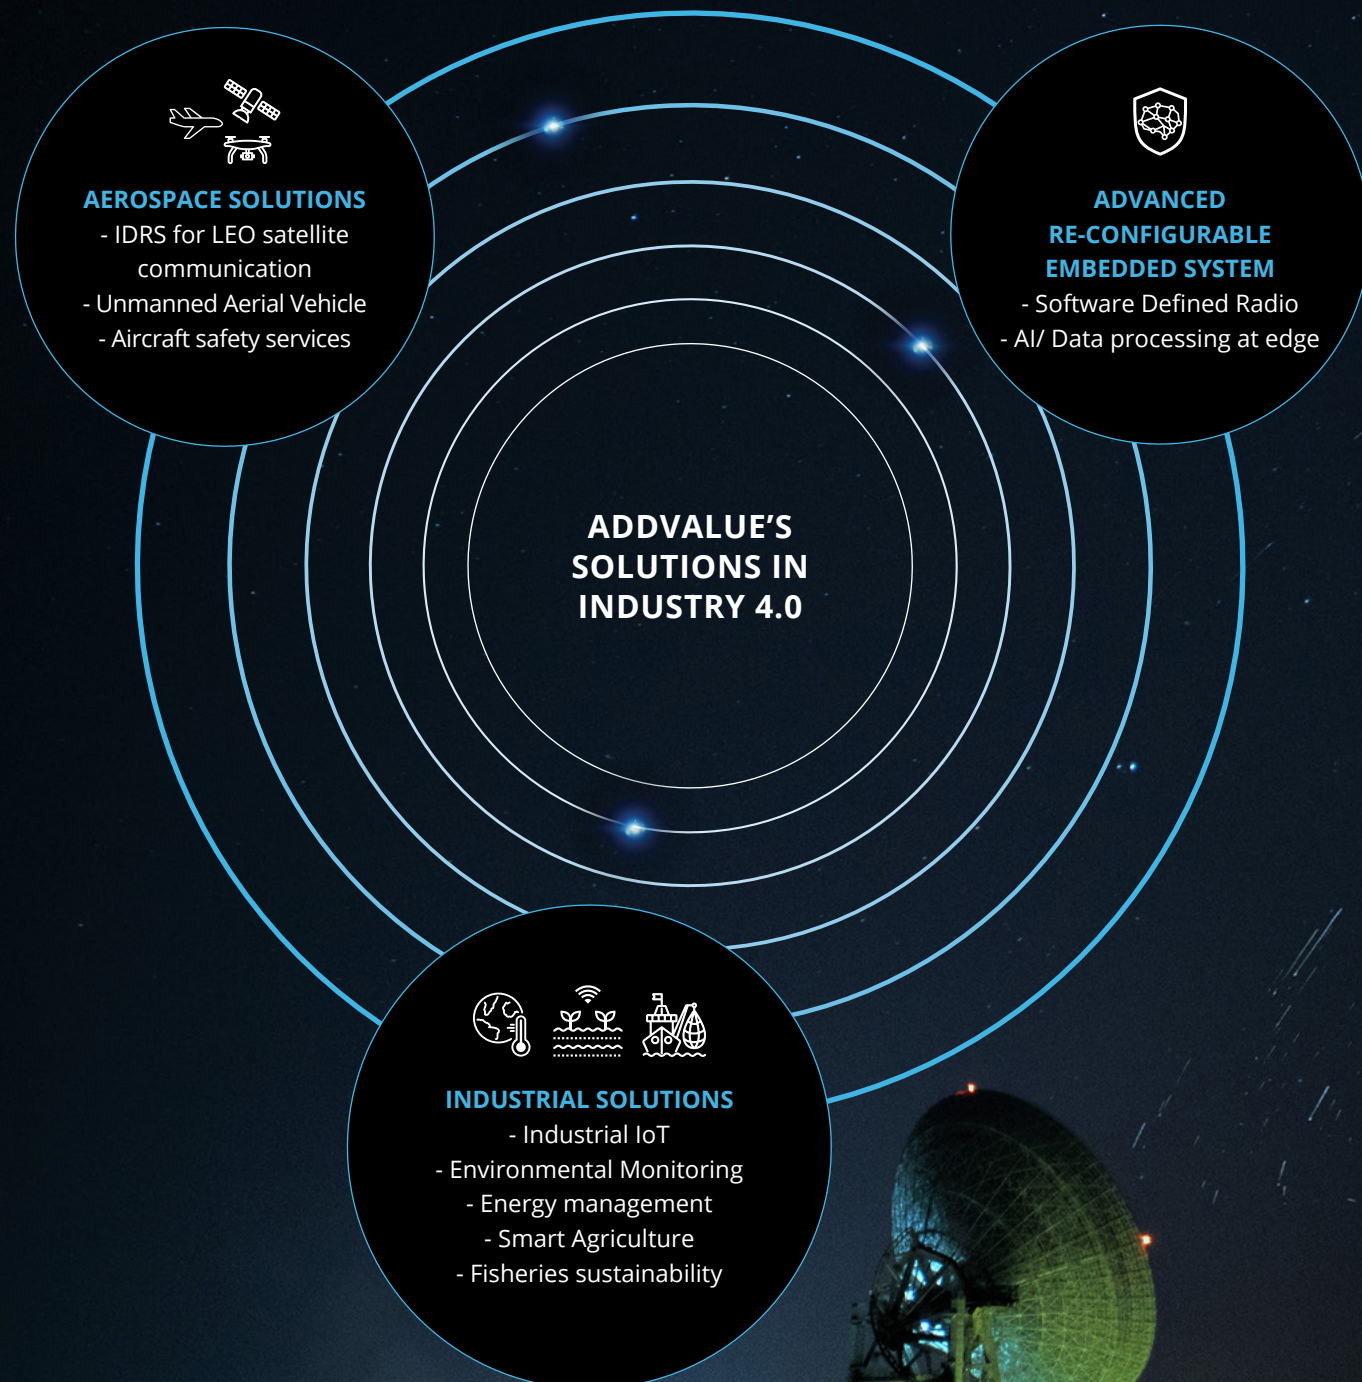 AEROSPACE SOLUTIONS
- IDRS for LEO satellite
communication
- Unmanned Aerial Vehicle
- Aircraft safety services
ADVANCED
RE-CONFIGURABLE
EMBEDDED SYSTEM
- Software Defined Radio
- AI/ Data processing at edge
ADDVALUE’S
SOLUTIONS IN
INDUSTRY 4.0
INDUSTRIAL SOLUTIONS
- Industrial IoT
- Environmental Monitoring
- Energy management
- Smart Agriculture
- Fisheries sustainability